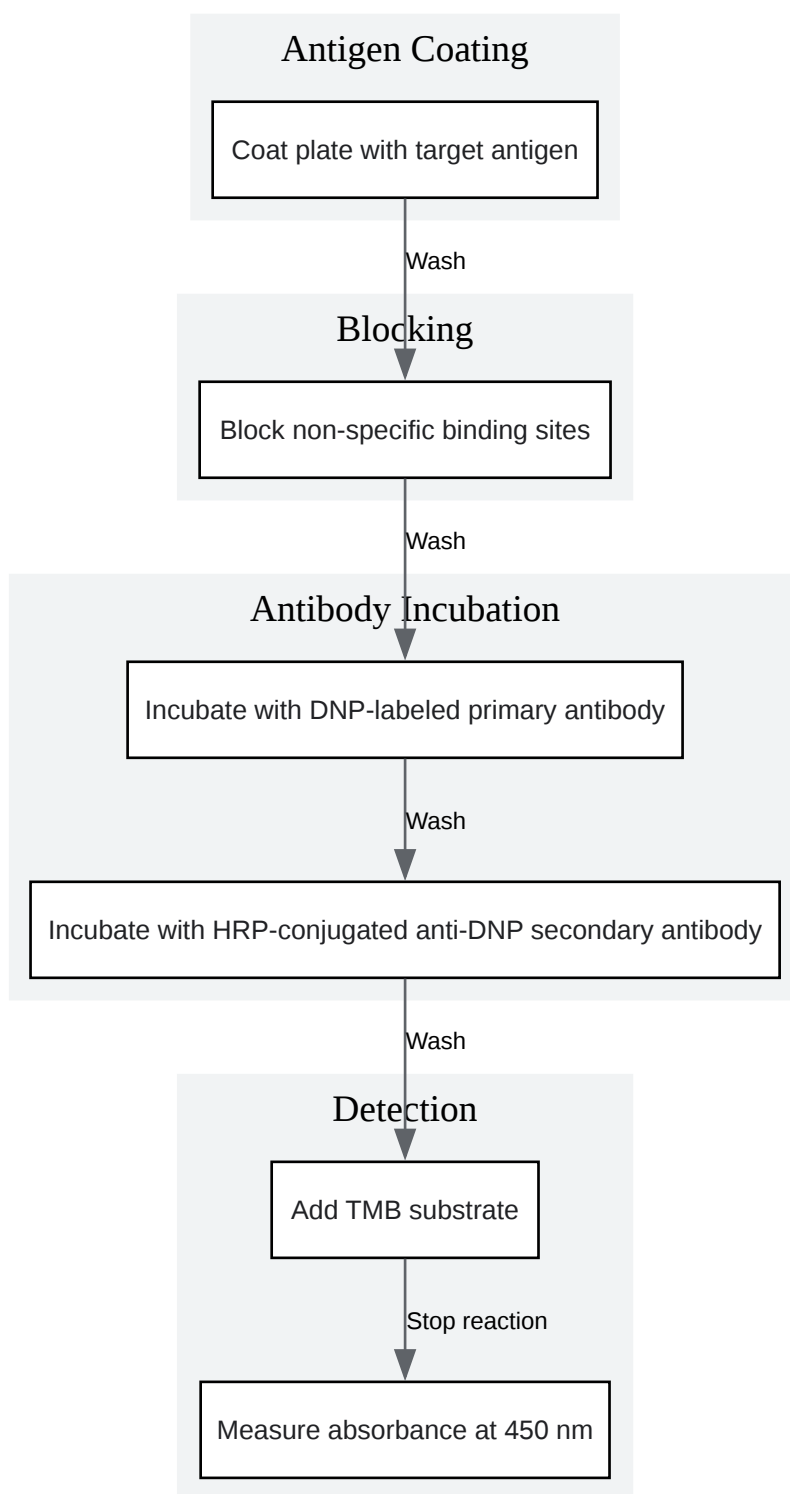 Antigen Coating
Coat plate with target antigen
Wash
Blocking
Block non-specific binding sites
Wash
Antibody Incubation
Incubate with DNP-labeled primary antibody
Wash
Incubate with HRP-conjugated anti-DNP secondary antibody
Wash
Detection
Add TMB substrate
Stop reaction
Measure absorbance at 450 nm